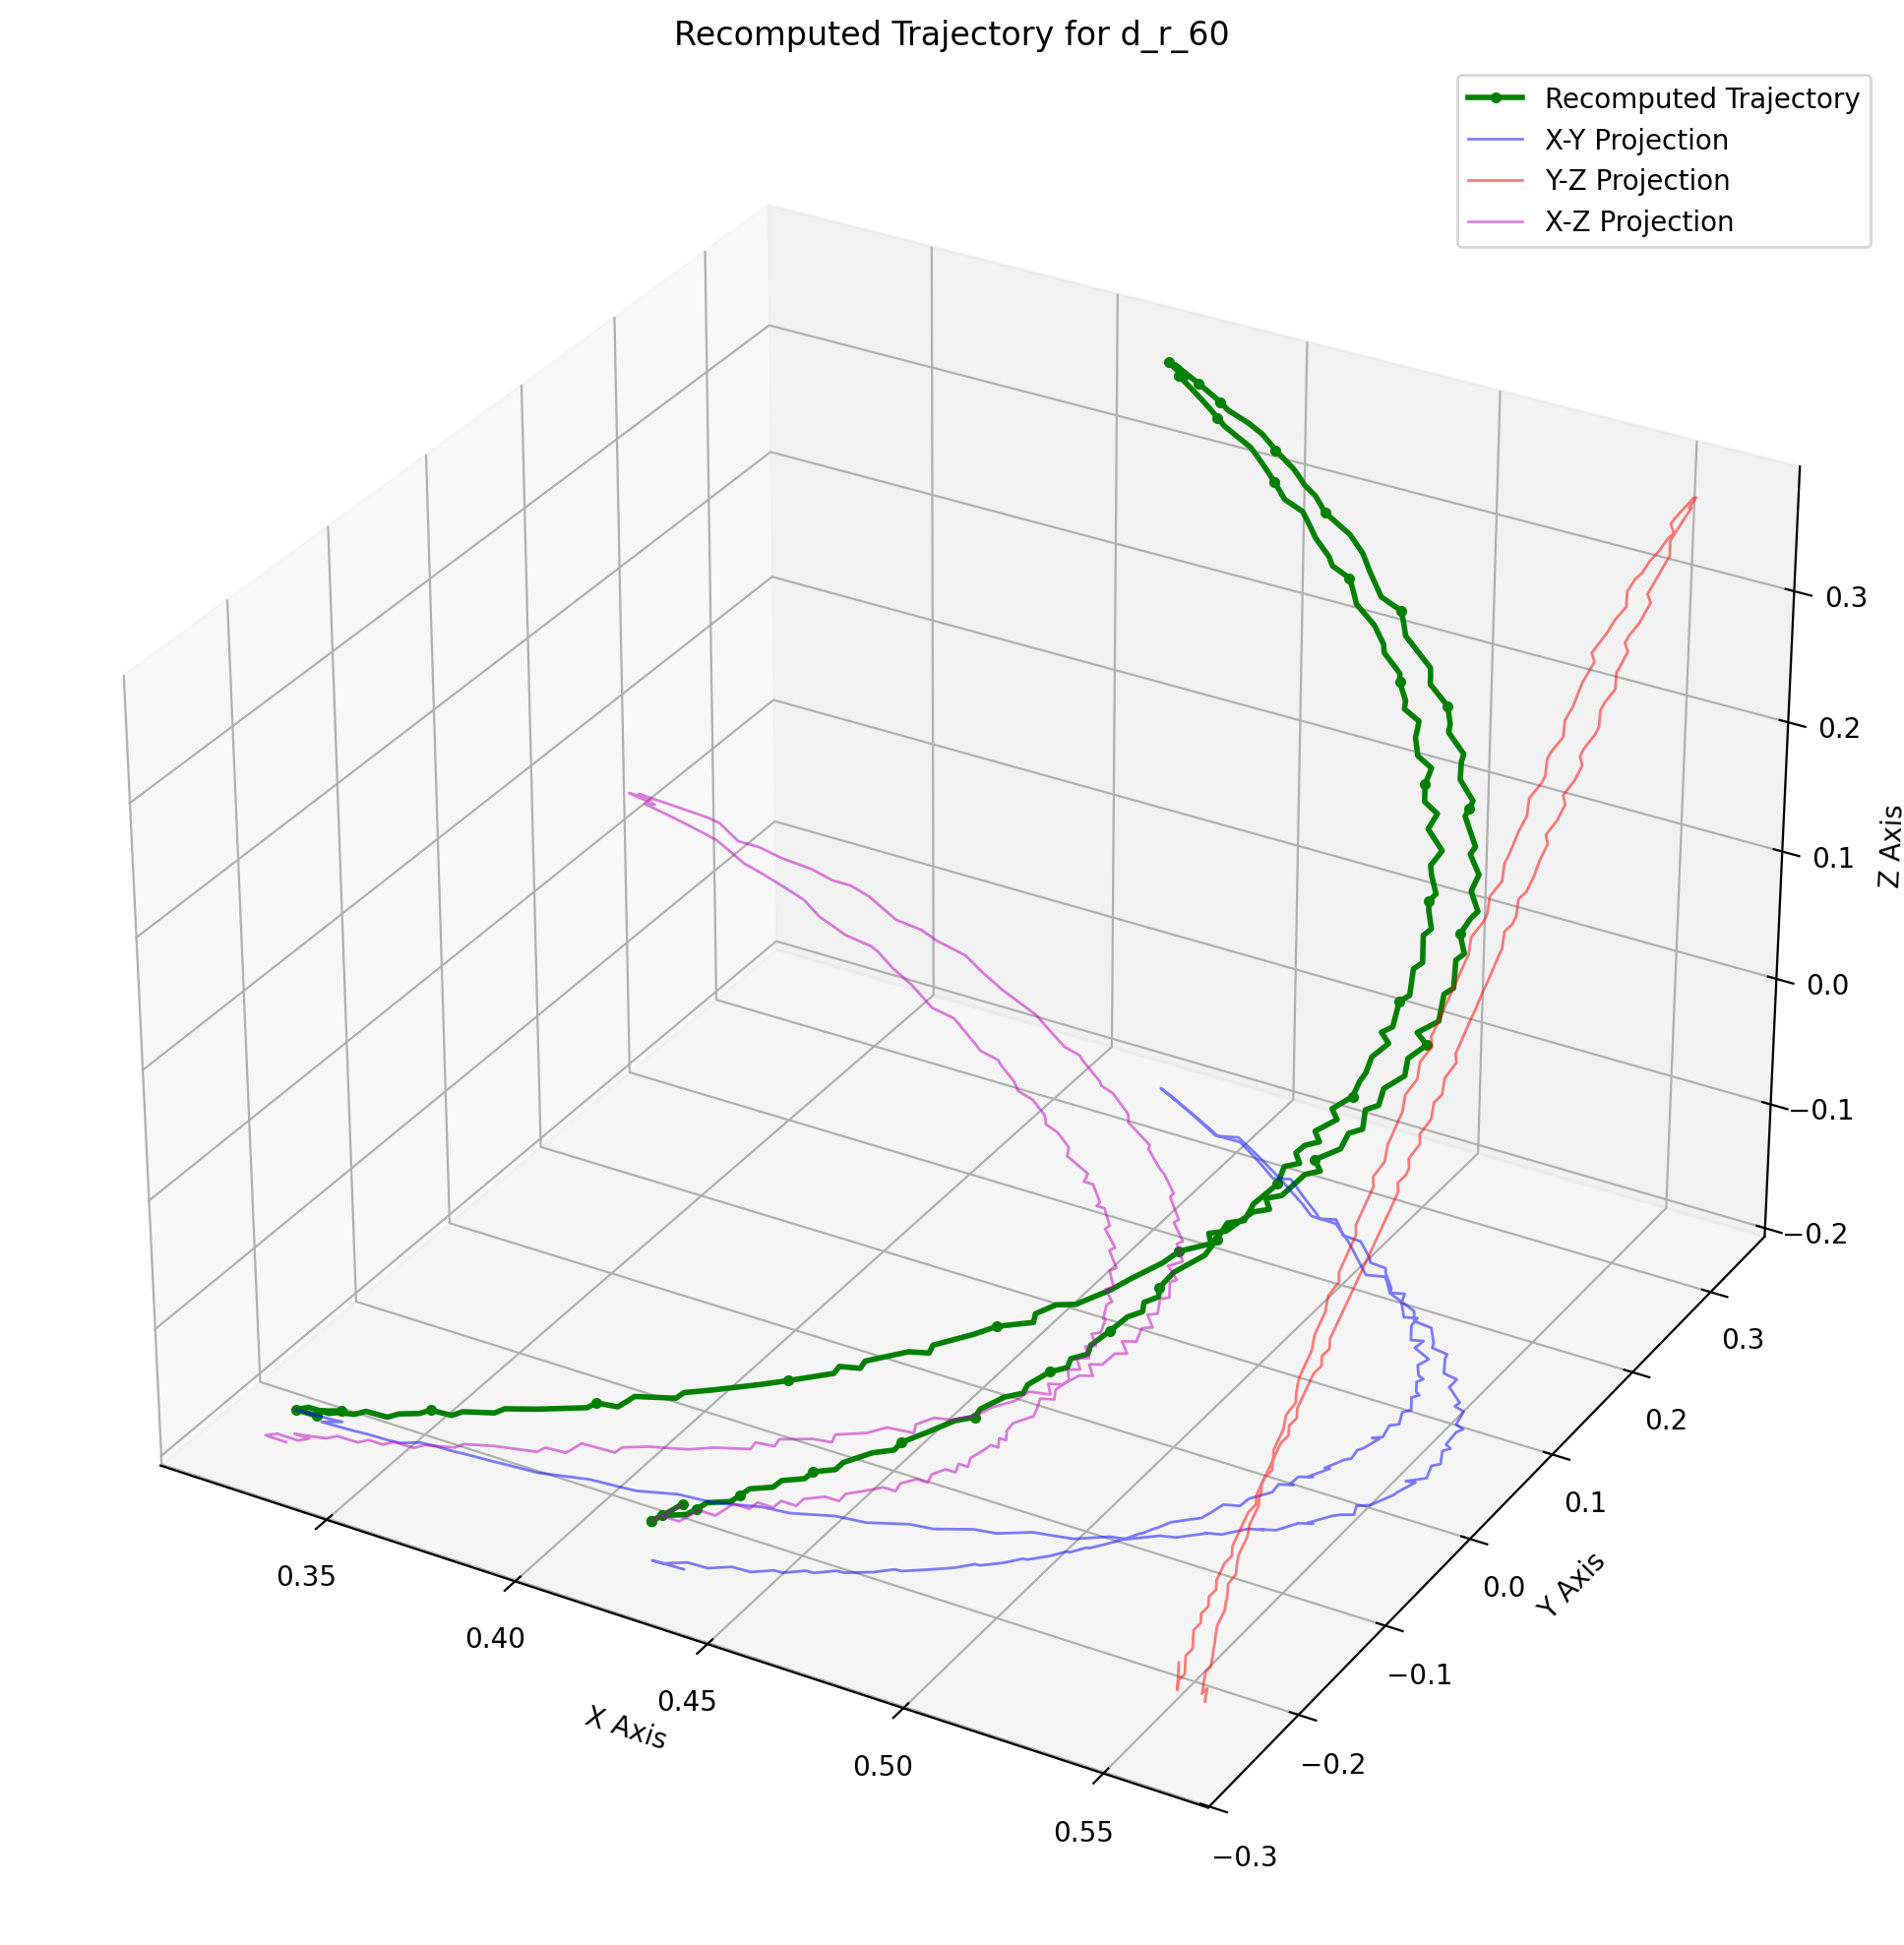 Recomputed Trajectory for d_r_60
Recomputed Trajectory
X-Y Projection
Y-Z Projection
X-Z Projection
0.3
0.2
0.1
0.0
−0.1
−0.2
Z Axis
0.3
0.2
0.1
0.0
−0.1
−0.2
−0.3
Y Axis
0.35
0.40
0.45
0.50
0.55
X Axis